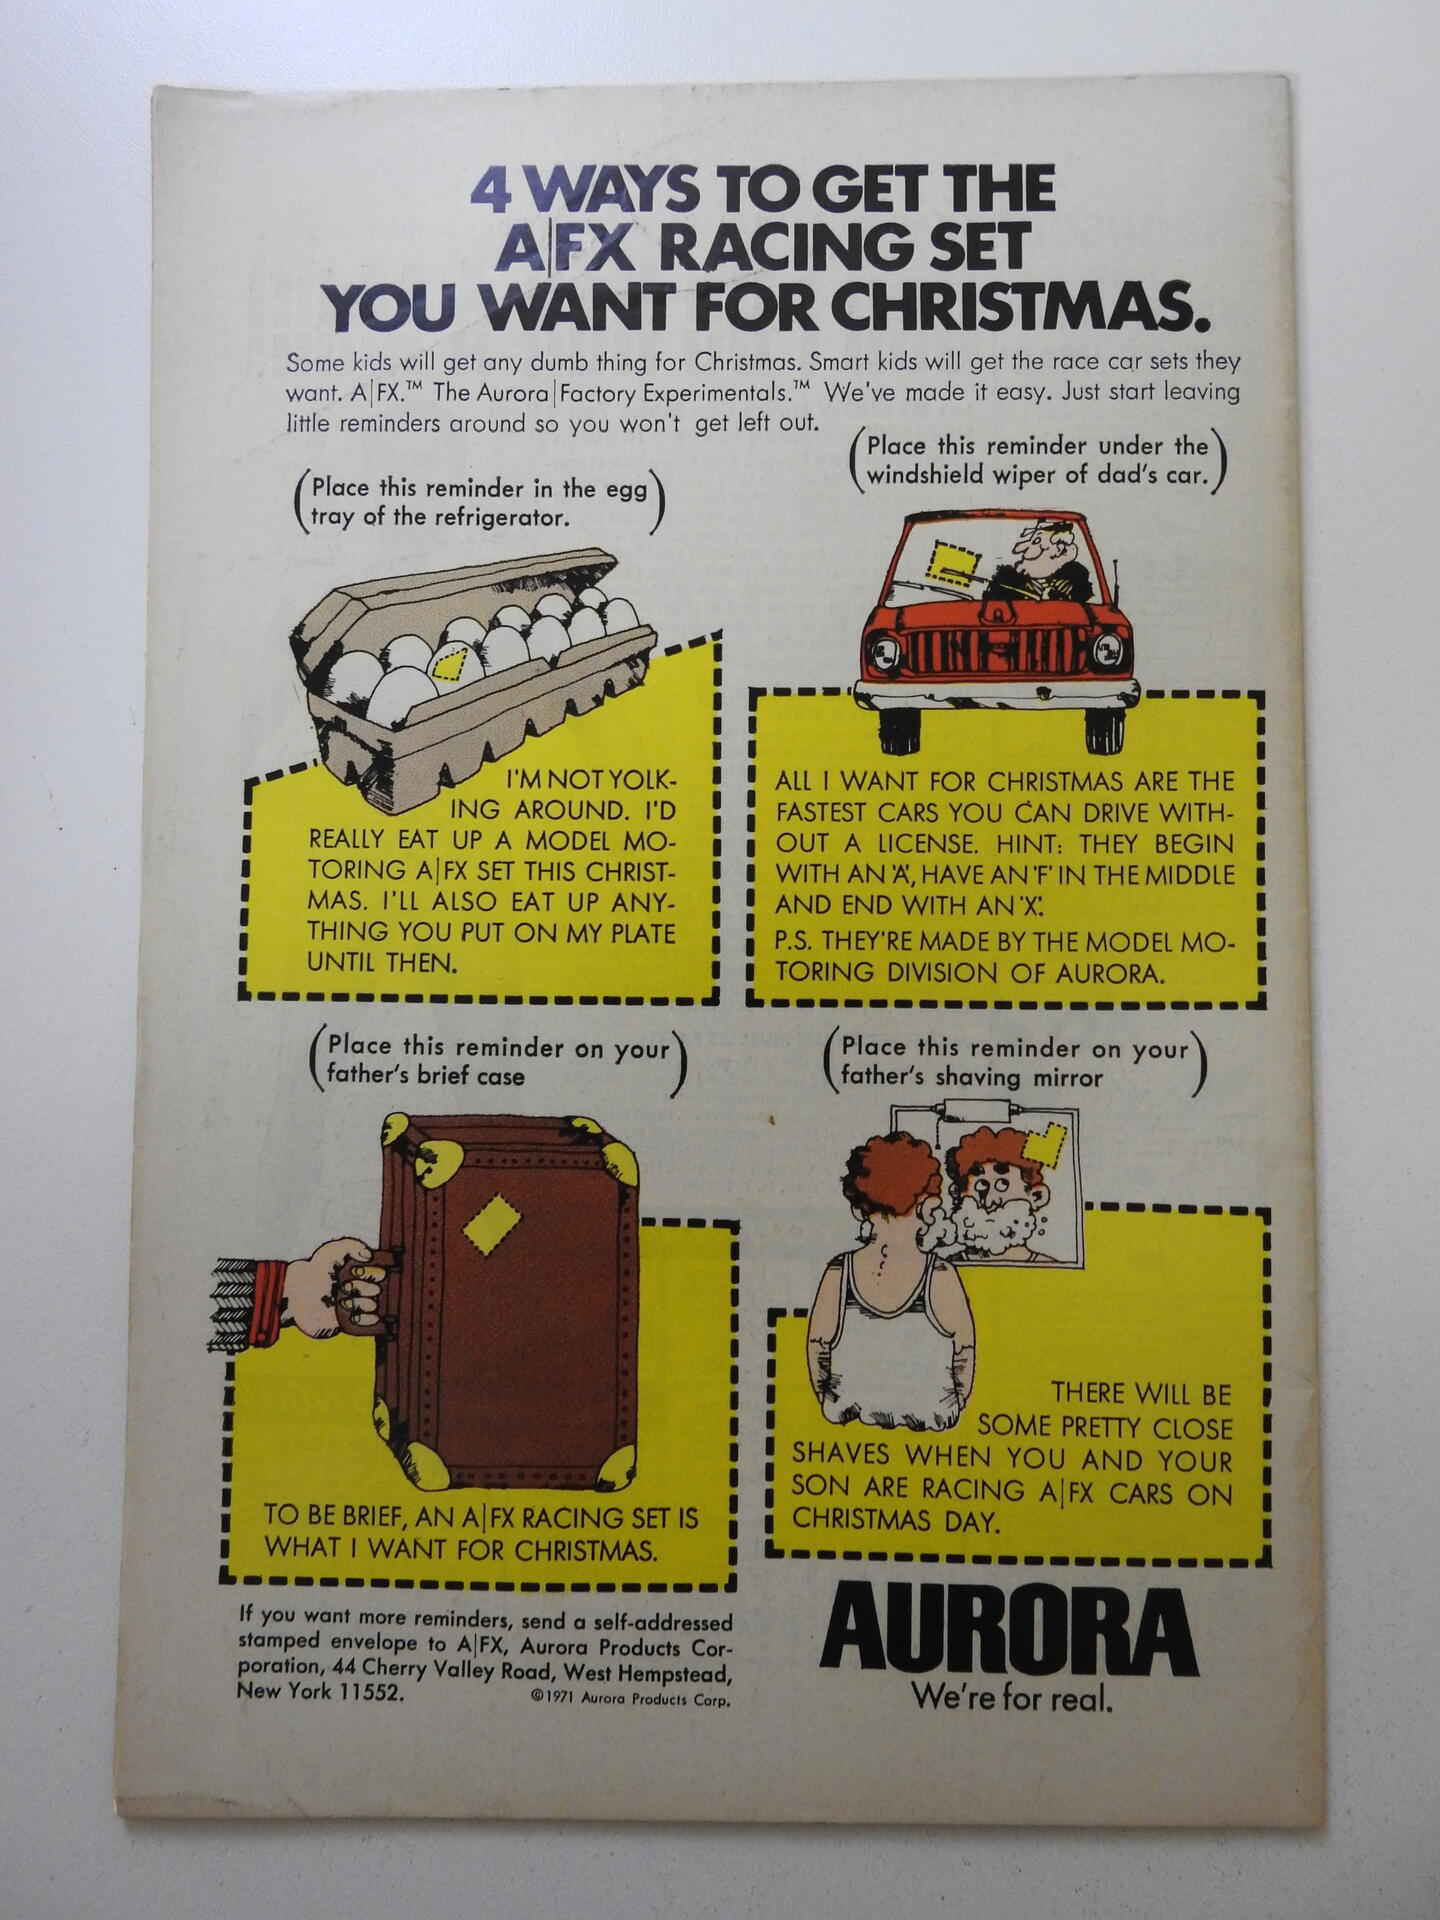 4 WAYS TO GET THE
A|FX RACING SET
YOU WANT FOR CHRISTMAS.
Some kids will get any dumb thing for Christmas. Smart kids will get the race car sets they
want. A|FX.™ The Aurora|Factory Experimentals.™ We've made it easy. Just start leaving
little reminders around so you won't get left out.
(Place this reminder in the egg
tray of the refrigerator.)
I'M NOT YOLK-
ING AROUND. I'D
REALLY EAT UP A MODEL MO-
TORING A|FX SET THIS CHRIST-
MAS. I'LL ALSO EAT UP ANY-
THING YOU PUT ON MY PLATE
UNTIL THEN.
(Place this reminder under the
windshield wiper of dad's car.)
ALL I WANT FOR CHRISTMAS ARE THE
FASTEST CARS YOU CAN DRIVE WITH-
OUT A LICENSE. HINT: THEY BEGIN
WITH AN 'A', HAVE AN 'F' IN THE MIDDLE
AND END WITH AN 'X'.
P.S. THEY'RE MADE BY THE MODEL MO-
TORING DIVISION OF AURORA.
(Place this reminder on your
father's brief case)
TO BE BRIEF, AN A|FX RACING SET IS
WHAT I WANT FOR CHRISTMAS.
(Place this reminder on your
father's shaving mirror)
THERE WILL BE
SOME PRETTY CLOSE
SHAVES WHEN YOU AND YOUR
SON ARE RACING A|FX CARS ON
CHRISTMAS DAY.
If you want more reminders, send a self-addressed
stamped envelope to A|FX, Aurora Products Cor-
poration, 44 Cherry Valley Road, West Hempstead,
New York 11552.
©1971 Aurora Products Corp.
AURORA
We're for real.